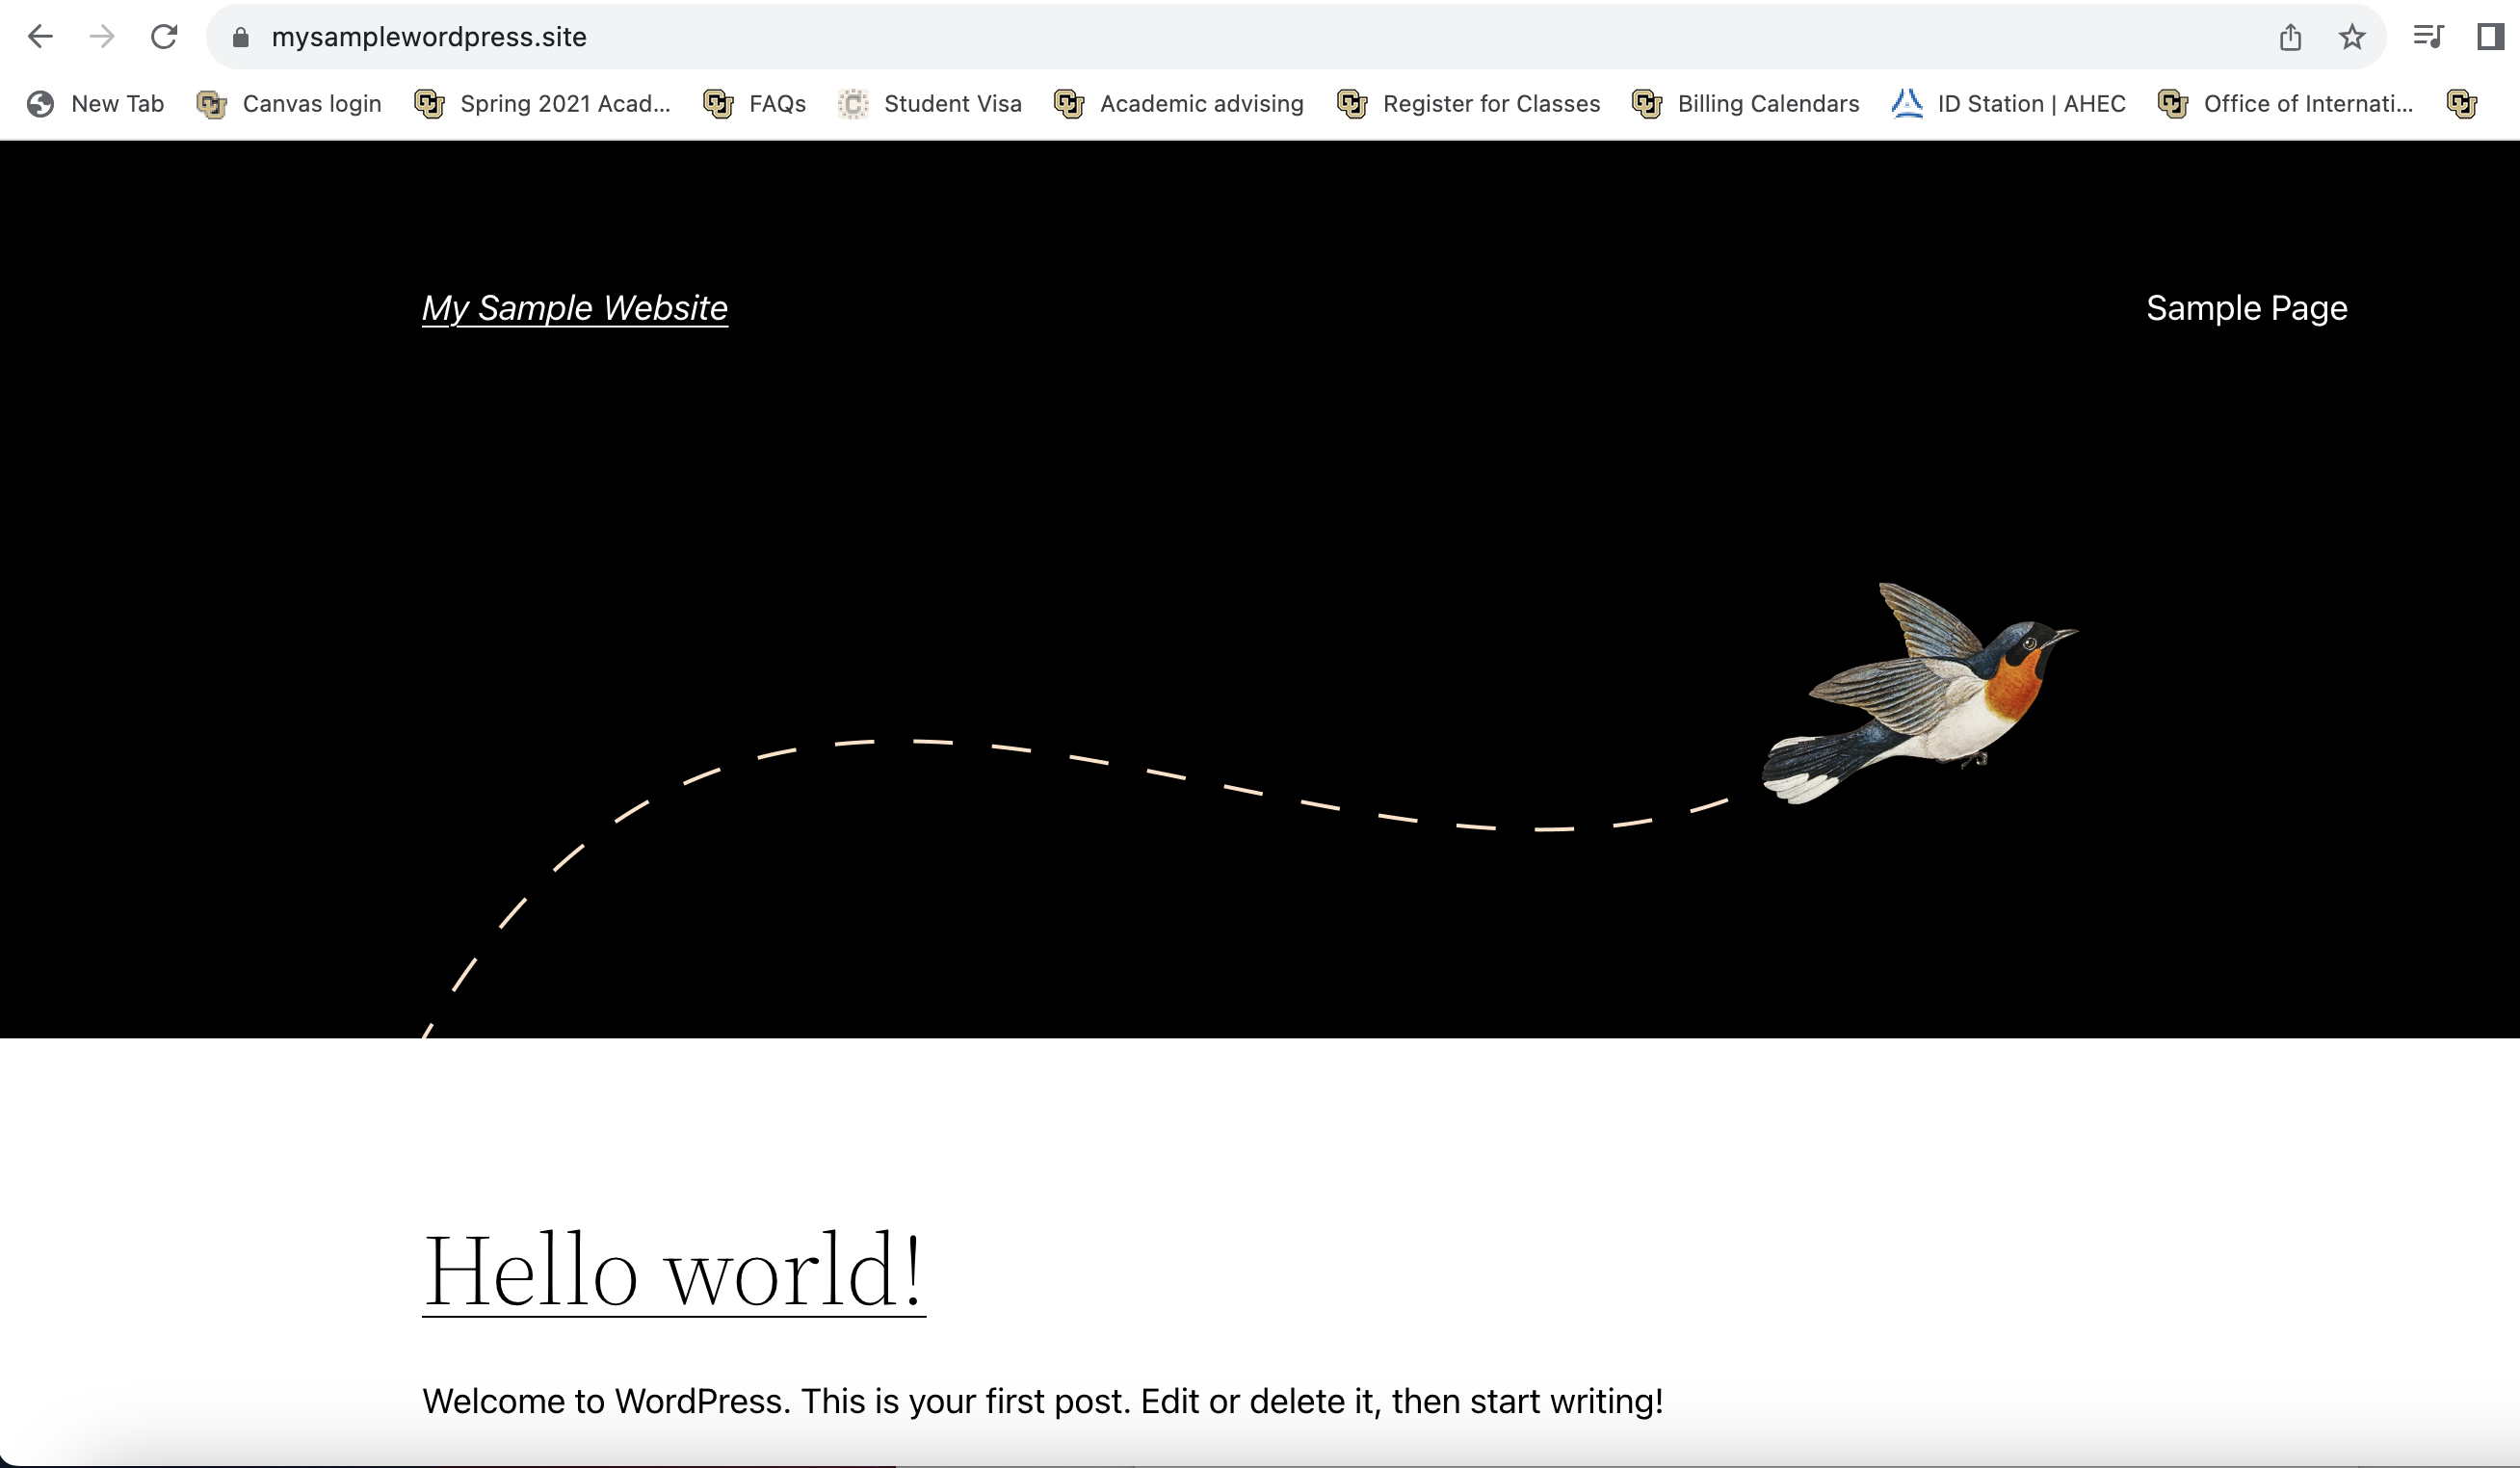 mysamplewordpress.site
New Tab Canvas login Spring 2021 Acad... FAQs Student Visa Academic advising Register for Classes Billing Calendars ID Station | AHEC Office of Internati...
My Sample Website Sample Page
Hello world!
Welcome to WordPress. This is your first post. Edit or delete it, then start writing!